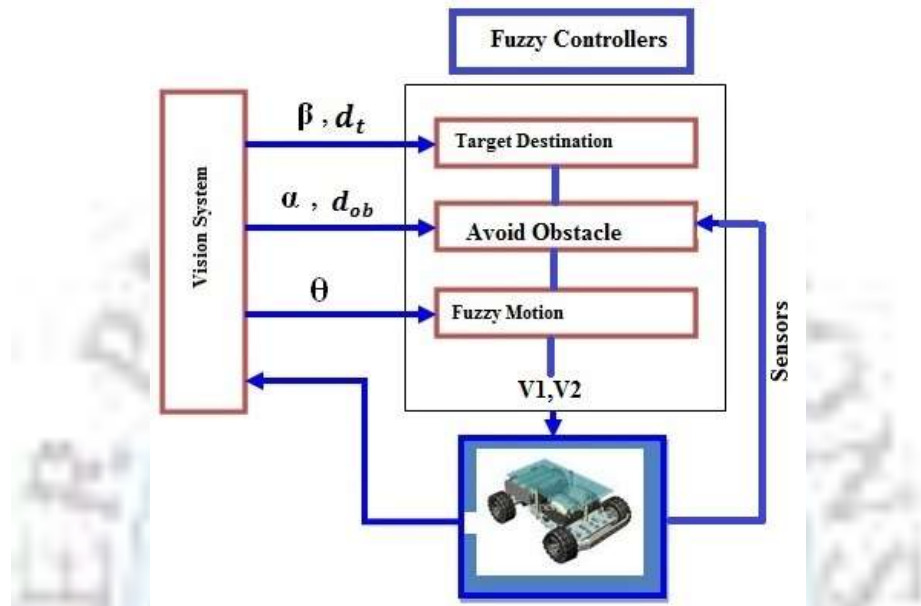 Fuzzy Controllers
Vision System
β , d_t
Target Destination
α , d_ob
Avoid Obstacle
θ
Fuzzy Motion
V1,V2
Sensors